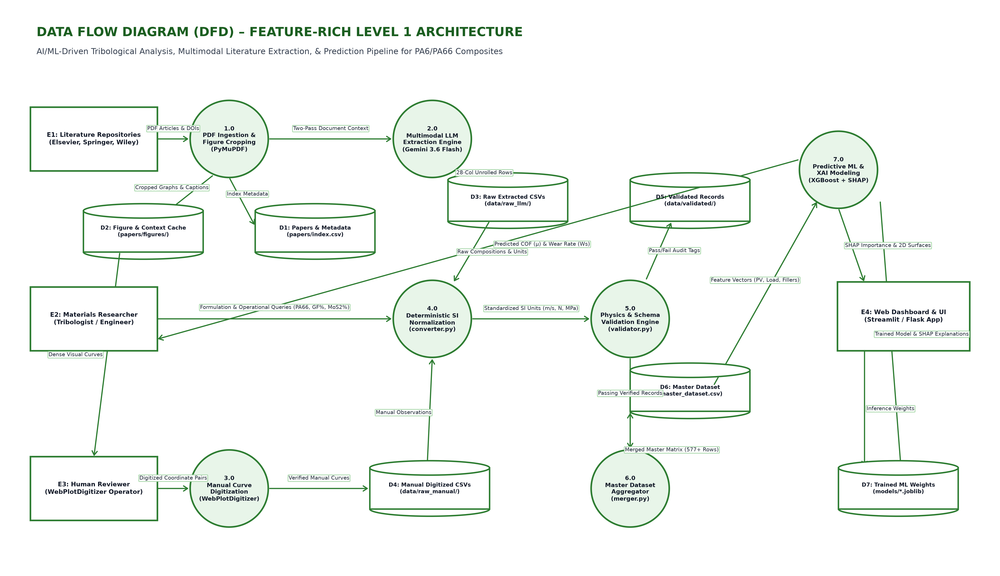 DATA FLOW DIAGRAM (DFD) – FEATURE-RICH LEVEL 1 ARCHITECTURE
AI/ML-Driven Tribological Analysis, Multimodal Literature Extraction, & Prediction Pipeline for PA6/PA66 Composites
E1: Literature Repositories
(Elsevier, Springer, Wiley)
PDF Articles & DOIs
1.0
PDF Ingestion &
Figure Cropping
(PyMuPDF)
Two-Pass Document Context
2.0
Multimodal LLM
Extraction Engine
(Gemini 3.6 Flash)
7.0
Predictive ML &
XAI Modeling
(XGBoost + SHAP)
28-Col Unrolled Rows
Cropped Graphs & Captions
Index Metadata
D3: Raw Extracted CSVs
(data/raw_llm/)
D5: Validated Records
(data/validated/)
D2: Figure & Context Cache
(papers/figures/)
D1: Papers & Metadata
(papers/index.csv)
Predicted COF (μ) & Wear Rate (Ws)
Raw Compositions & Units
Pass/Fail Audit Tags
SHAP Importance & 2D Surfaces
Feature Vectors (PV, Load, Fillers)
E2: Materials Researcher
(Tribologist / Engineer)
Formulation & Operational Queries (PA66, GF%, MoS2%)
4.0
Deterministic SI
Normalization
(converter.py)
Standardized SI Units (m/s, N, MPa)
5.0
Physics & Schema
Validation Engine
(validator.py)
E4: Web Dashboard & UI
(Streamlit / Flask App)
Trained Model & SHAP Explanations
Dense Visual Curves
D6: Master Dataset
master_dataset.csv)
Passing Verified Records
Manual Observations
Inference Weights
Merged Master Matrix (577+ Rows)
E3: Human Reviewer
(WebPlotDigitizer Operator)
Digitized Coordinate Pairs
3.0
Manual Curve
Digitization
(WebPlotDigitizer)
Verified Manual Curves
D4: Manual Digitized CSVs
(data/raw_manual/)
6.0
Master Dataset
Aggregator
(merger.py)
D7: Trained ML Weights
(models/*.joblib)